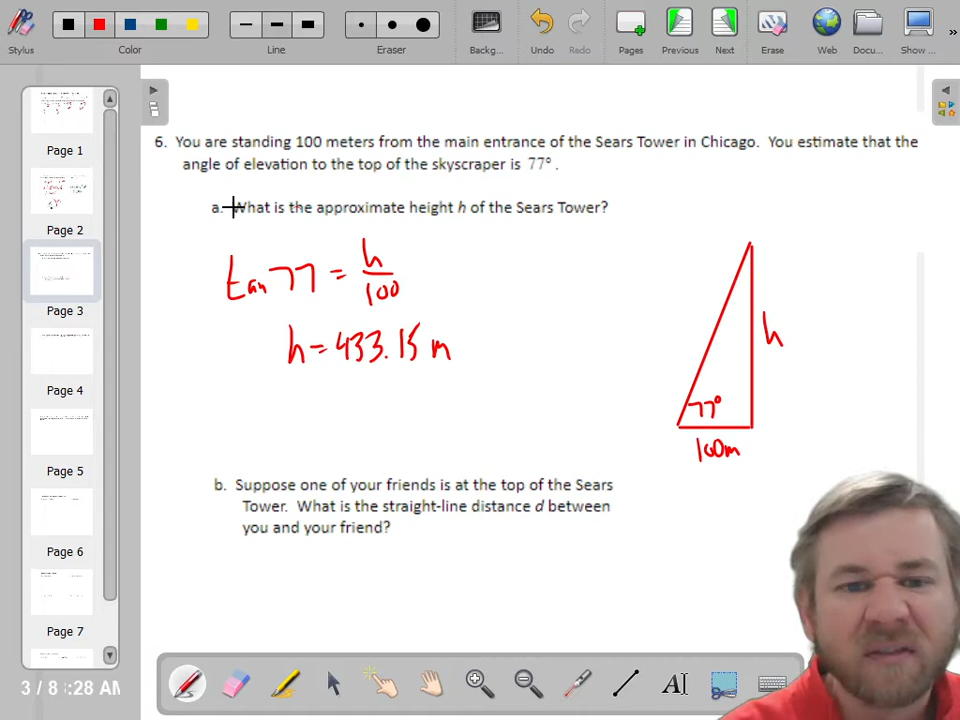 Stylus
Color
Line
Eraser
Backg...
Undo
Redo
Pages
Previous
Next
Erase
Web
Docu...
Show ...
»
Page 1
Page 2
Page 3
Page 4
Page 5
Page 6
Page 7
6. You are standing 100 meters from the main entrance of the Sears Tower in Chicago. You estimate that the
angle of elevation to the top of the skyscraper is 77° .
a. What is the approximate height h of the Sears Tower?
tan 77 = h/100
h = 433.15 m
h
77°
100m
b. Suppose one of your friends is at the top of the Sears
Tower. What is the straight-line distance d between
you and your friend?
3 / 8 8:28 AM